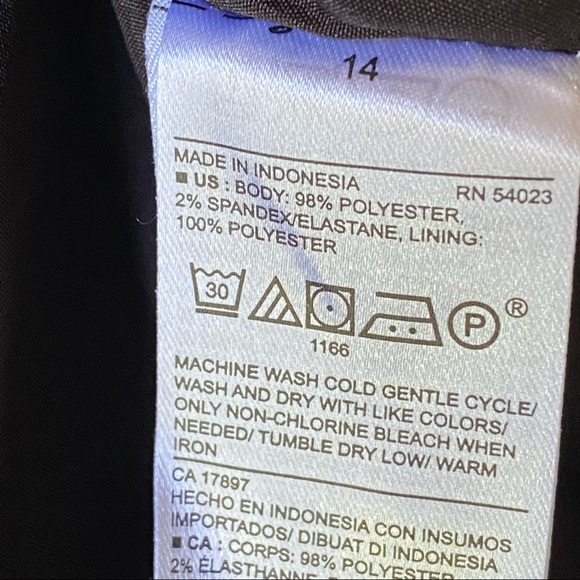 14
MADE IN INDONESIA
RN 54023
■ US : BODY: 98% POLYESTER,
2% SPANDEX/ELASTANE, LINING:
100% POLYESTER
30
P
®
1166
MACHINE WASH COLD GENTLE CYCLE/
WASH AND DRY WITH LIKE COLORS/
ONLY NON-CHLORINE BLEACH WHEN
NEEDED/ TUMBLE DRY LOW/ WARM
IRON
CA 17897
HECHO EN INDONESIA CON INSUMOS
IMPORTADOS/ DIBUAT DI INDONESIA
■ CA : CORPS: 98% POLYESTER
2% ÉLASTHANNE